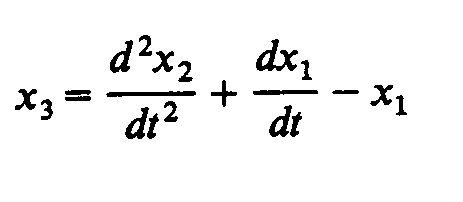 x₃ = d²x₂/dt² + dx₁/dt − x₁